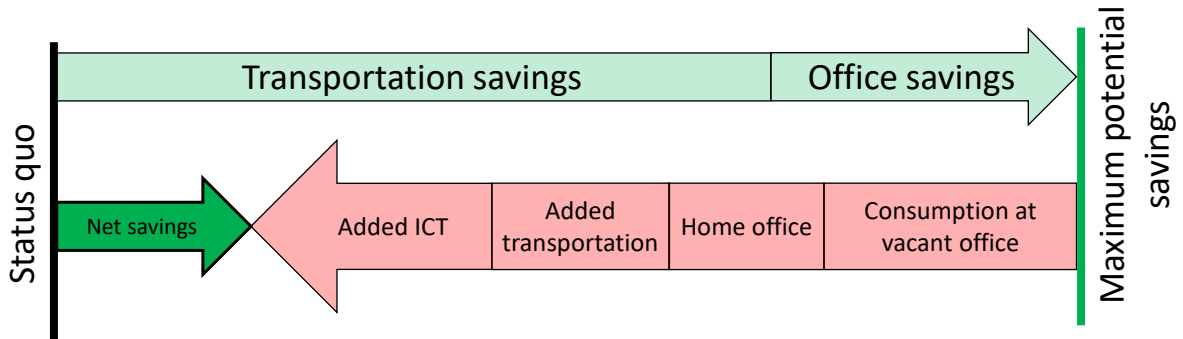 Status quo
Transportation savings
Office savings
Net savings
Added ICT
Added
transportation
Home office
Consumption at
vacant office
Maximum potential
savings